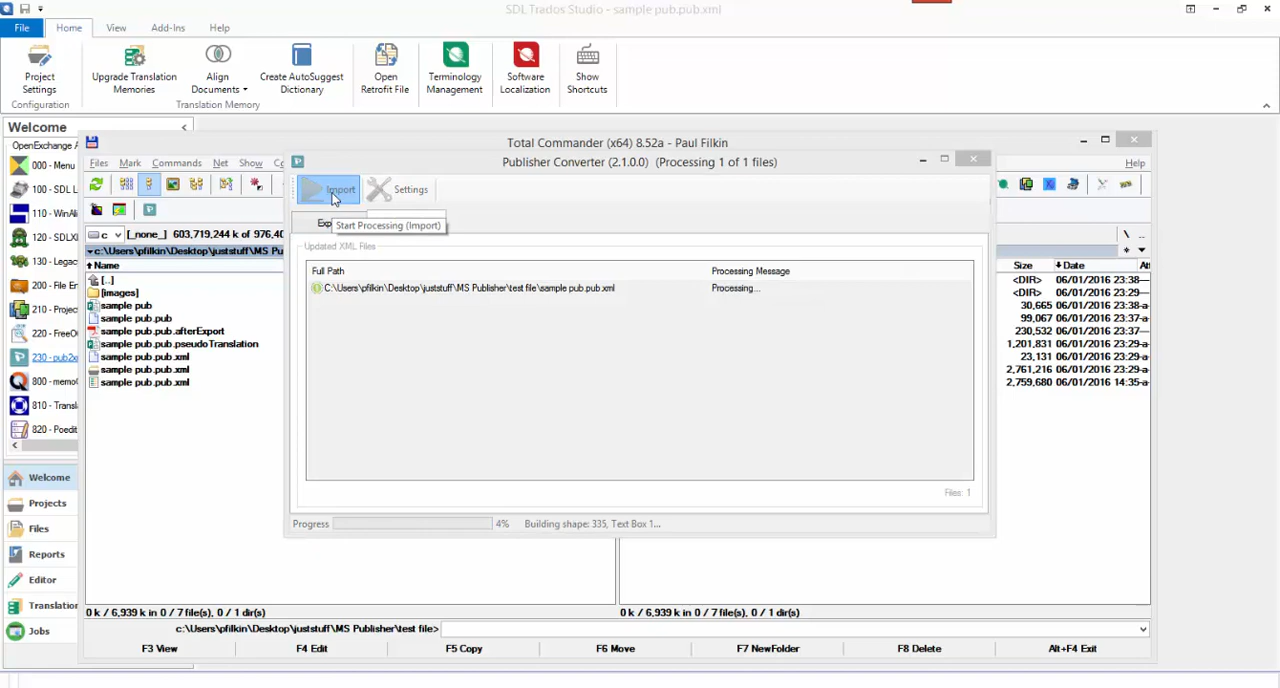 SDL Trados Studio - sample pub.pub.xml
File Home View Add-Ins Help
Project Settings
Upgrade Translation Memories
Align Documents
Create AutoSuggest Dictionary
Open Retrofit File
Terminology Management
Software Localization
Show Shortcuts
Configuration
Translation Memory
Welcome
OpenExchange A
000 - Menu
100 - SDL L
110 - WinAli
120 - SDLXl
130 - Legac
200 - File En
210 - Projec
220 - FreeO
230 - pub2x
800 - memo
810 - Transl
820 - Poedit
Welcome
Projects
Files
Reports
Editor
Translation
Jobs
Total Commander (x64) 8.52a - Paul Filkin
Files Mark Commands Net Show Help
c [_none_] 603,719,244 k of 976,40
c:\Users\pfilkin\Desktop\juststuff\MS Pu
Name
[..]
[images]
sample pub
sample pub.pub
sample pub.pub.afterExport
sample pub.pub.pseudoTranslation
sample pub.pub.xml
sample pub.pub.xml
sample pub.pub.xml
Size Date
<DIR> 06/01/2016 23:38-
<DIR> 06/01/2016 23:29-
30,665 06/01/2016 23:38-a
99,067 06/01/2016 23:37-a
230,532 06/01/2016 23:37-
1,201,831 06/01/2016 23:29-a
23,131 06/01/2016 23:29-a
2,761,216 06/01/2016 23:29-a
2,759,680 06/01/2016 14:35-a
Publisher Converter (2.1.0.0) (Processing 1 of 1 files)
Import Settings
Exp
Start Processing (Import)
Updated XML Files
Full Path Processing Message
C:\Users\pfilkin\Desktop\juststuff\MS Publisher\test file\sample pub.pub.xml Processing...
Files: 1
Progress 4% Building shape: 335, Text Box 1...
0 k / 6,939 k in 0 / 7 file(s), 0 / 1 dir(s) 0 k / 6,939 k in 0 / 7 file(s), 0 / 1 dir(s)
c:\Users\pfilkin\Desktop\juststuff\MS Publisher\test file>
F3 View F4 Edit F5 Copy F6 Move F7 NewFolder F8 Delete Alt+F4 Exit